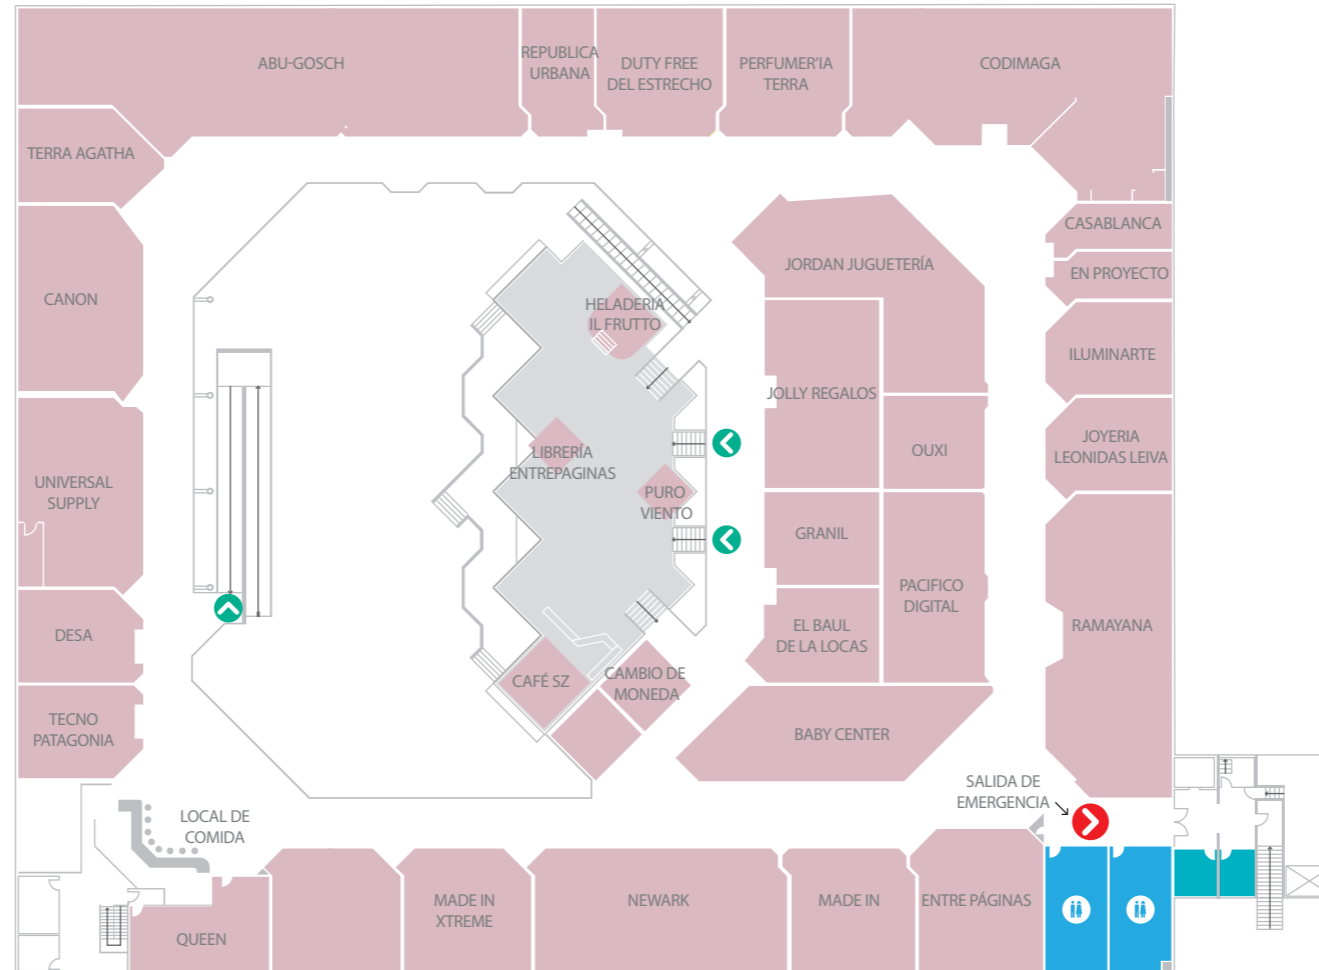 ABU-GOSCH
REPUBLICA
URBANA
DUTY FREE
DEL ESTRECHO
PERFUMER'IA
TERRA
CODIMAGA
TERRA AGATHA
CASABLANCA
JORDAN JUGUETERÍA
EN PROYECTO
CANON
HELADERIA
IL FRUTTO
ILUMINARTE
JOLLY REGALOS
JOYERIA
LEONIDAS LEIVA
OUXI
LIBRERÍA
ENTREPAGINAS
UNIVERSAL
SUPPLY
PURO
VIENTO
GRANIL
PACIFICO
DIGITAL
DESA
EL BAUL
DE LA LOCAS
RAMAYANA
CAFÉ SZ
CAMBIO DE
MONEDA
TECNO
PATAGONIA
BABY CENTER
SALIDA DE
EMERGENCIA
LOCAL DE
COMIDA
MADE IN
XTREME
NEWARK
MADE IN
ENTRE PÁGINAS
QUEEN